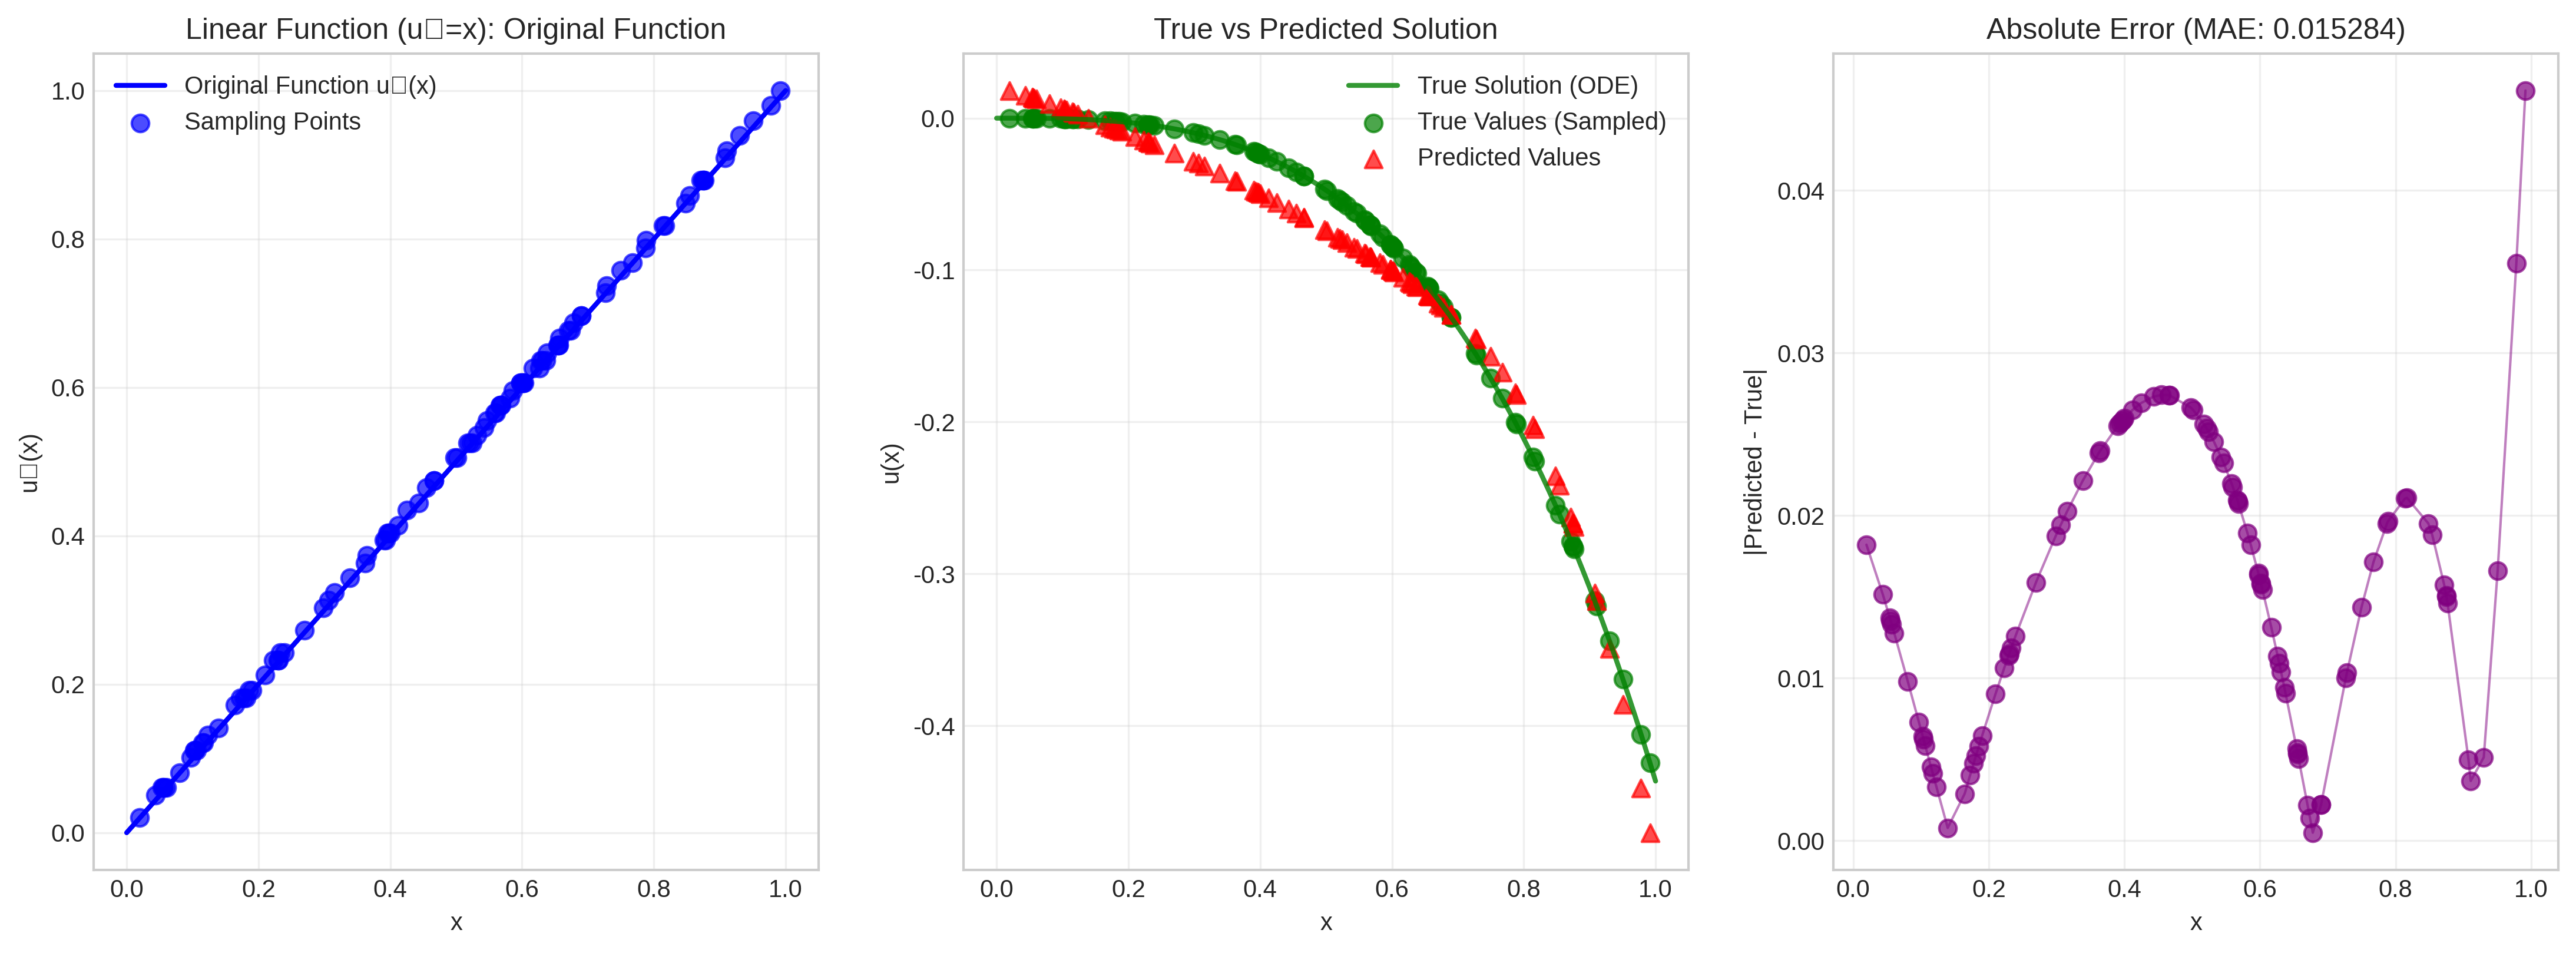 Linear Function (u□=x): Original Function
Original Function u□(x)
Sampling Points
u□(x)
1.0
0.8
0.6
0.4
0.2
0.0
0.0 0.2 0.4 0.6 0.8 1.0
x
True vs Predicted Solution
True Solution (ODE)
True Values (Sampled)
Predicted Values
u(x)
0.0
-0.1
-0.2
-0.3
-0.4
0.0 0.2 0.4 0.6 0.8 1.0
x
Absolute Error (MAE: 0.015284)
|Predicted - True|
0.04
0.03
0.02
0.01
0.00
0.0 0.2 0.4 0.6 0.8 1.0
x